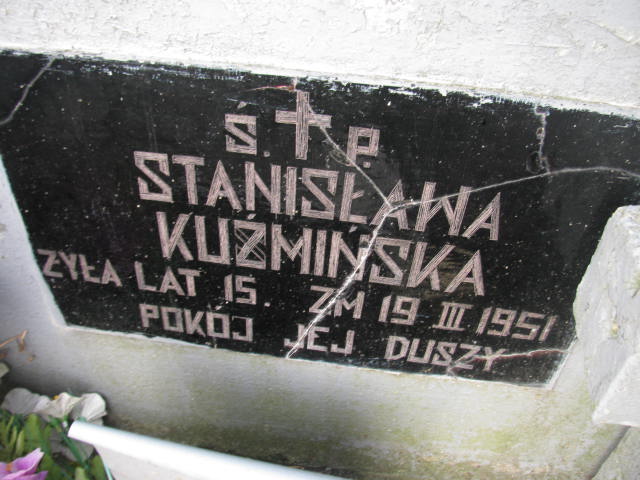 Ś. P.
STANISŁAWA
KUŹMIŃSKA
ŻYŁA LAT 15. ZM 19 III 1951
POKÓJ JEJ DUSZY